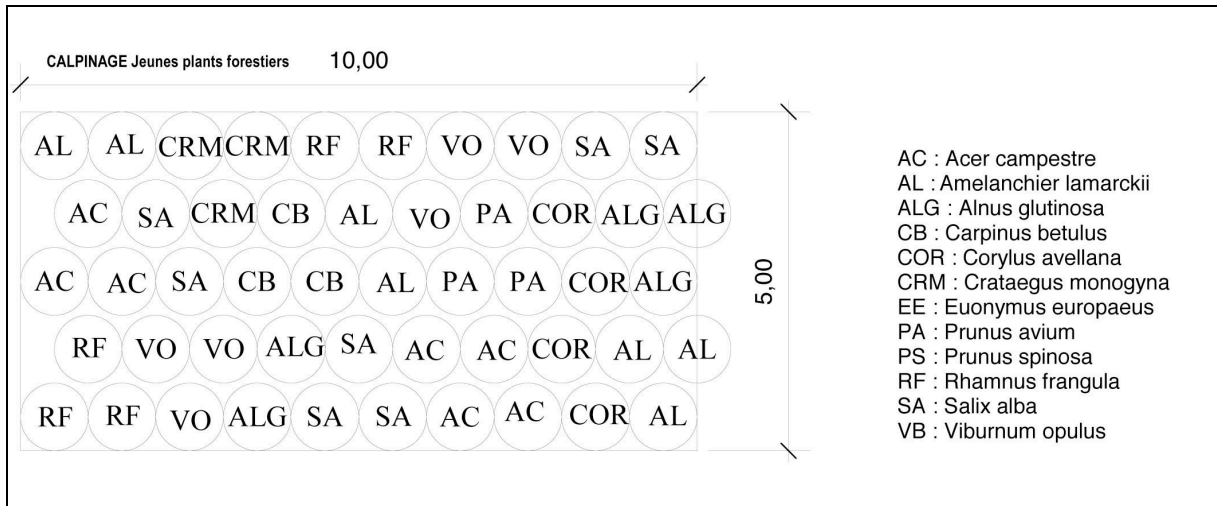 CALPINAGE Jeunes plants forestiers 10,00
AL AL CRM CRM RF RF VO VO SA SA
AC SA CRM CB AL VO PA COR ALG ALG
AC AC SA CB CB AL PA PA COR ALG
RF VO VO ALG SA AC AC COR AL AL
RF RF VO ALG SA SA AC AC COR AL
5,00
AC : Acer campestre
AL : Amelanchier lamarckii
ALG : Alnus glutinosa
CB : Carpinus betulus
COR : Corylus avellana
CRM : Crataegus monogyna
EE : Euonymus europaeus
PA : Prunus avium
PS : Prunus spinosa
RF : Rhamnus frangula
SA : Salix alba
VB : Viburnum opulus